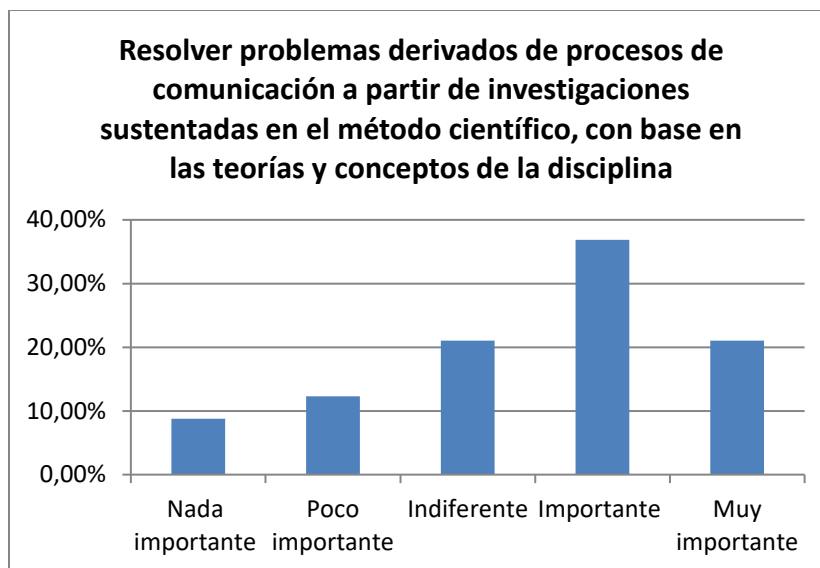 Resolver problemas derivados de procesos de
comunicación a partir de investigaciones
sustentadas en el método científico, con base en
las teorías y conceptos de la disciplina
40,00%
30,00%
20,00%
10,00%
0,00%
Nada importante
Poco importante
Indiferente
Importante
Muy importante